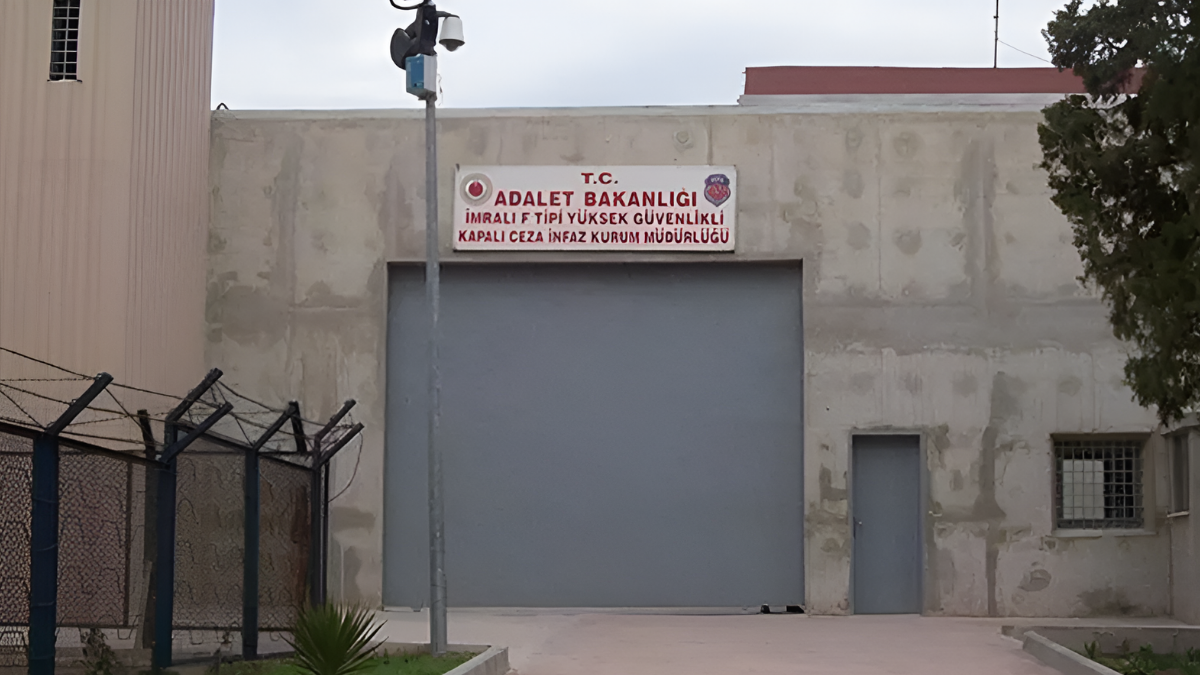 T.C.
ADALET BAKANLIĞI
İMRALI F TİPİ YÜKSEK GÜVENLİKLİ
KAPALI CEZA İNFAZ KURUM MÜDÜRLÜĞÜ